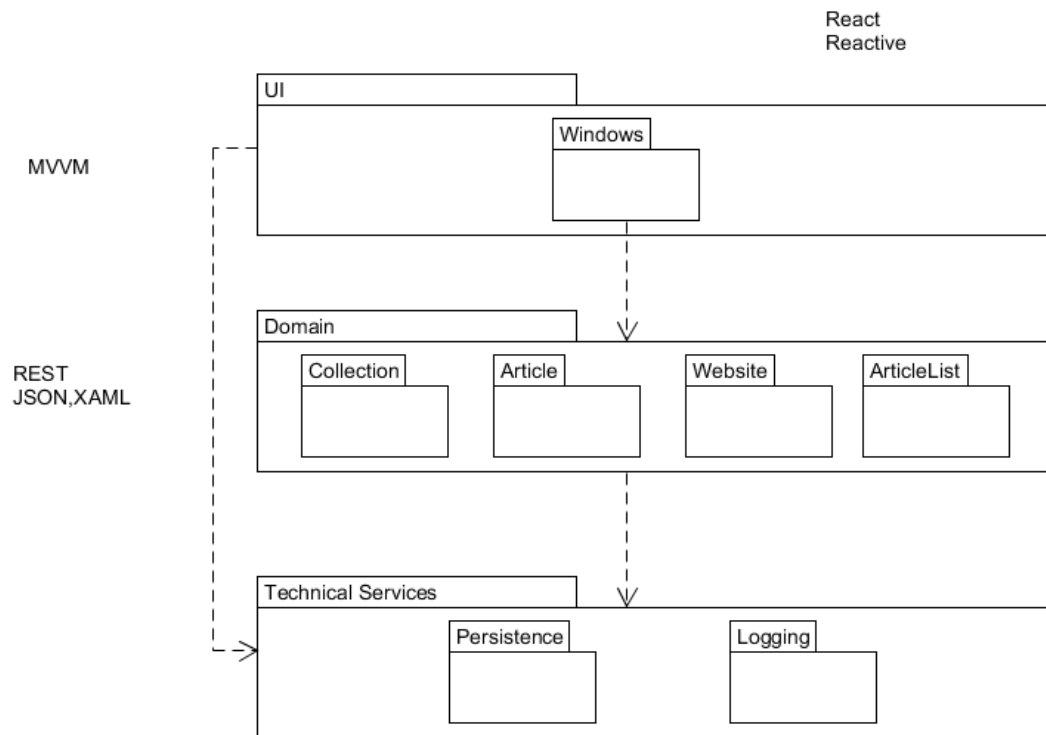 React
Reactive
UI
Windows
MVVM
Domain
Collection
Article
Website
ArticleList
REST
JSON,XAML
Technical Services
Persistence
Logging